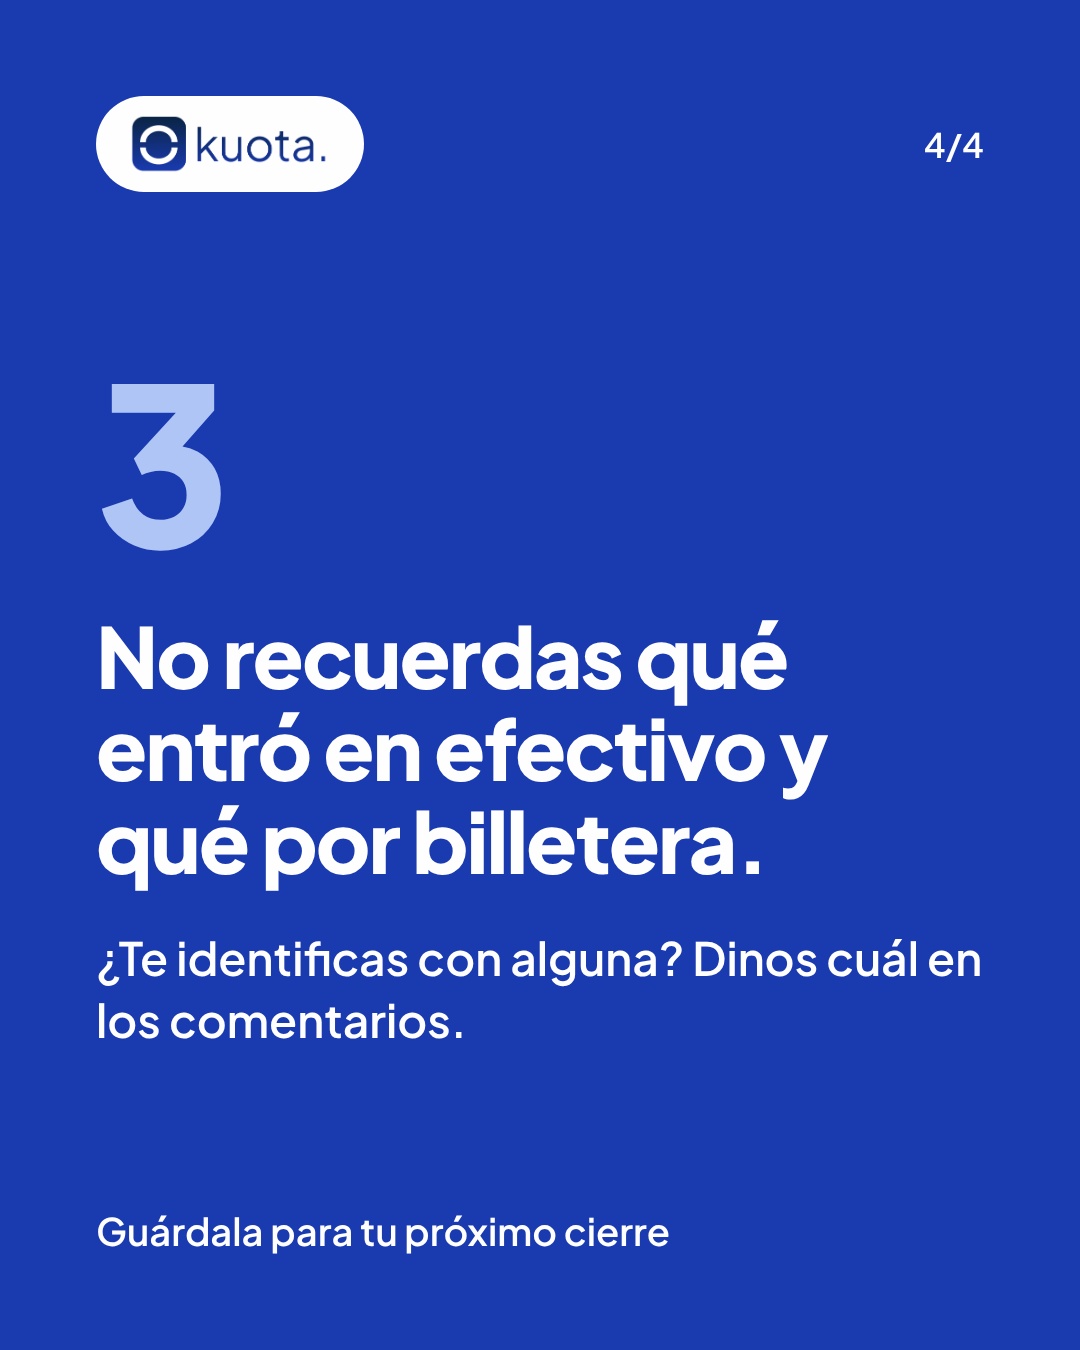 kuota.
4/4
3
No recuerdas qué
entró en efectivo y
qué por billetera.
¿Te identificas con alguna? Dinos cuál en
los comentarios.
Guárdala para tu próximo cierre